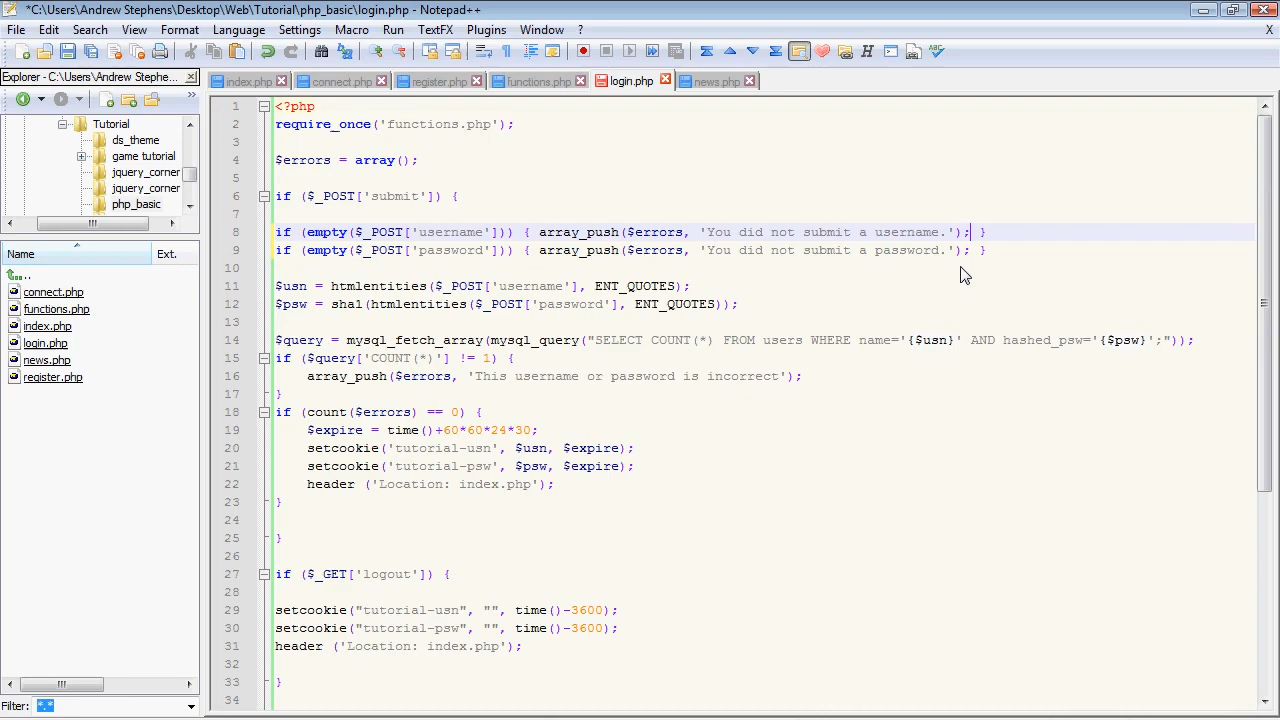 *C:\Users\Andrew Stephens\Desktop\Web\Tutorial\php_basic\login.php - Notepad++
File Edit Search View Format Language Settings Macro Run TextFX Plugins Window ? X
Explorer - C:\Users\Andrew Stephe...
index.php connect.php register.php functions.php login.php news.php
Tutorial
ds_theme
game tutorial
jquery_corner
jquery_corner
php_basic
Name Ext.
..
connect.php
functions.php
index.php
login.php
news.php
register.php
Filter: *.*
1 <?php
2 require_once('functions.php');
3
4 $errors = array();
5
6 if ($_POST['submit']) {
7
8 if (empty($_POST['username'])) { array_push($errors, 'You did not submit a username.'); }
9 if (empty($_POST['password'])) { array_push($errors, 'You did not submit a password.'); }
10
11 $usn = htmlentities($_POST['username'], ENT_QUOTES);
12 $psw = sha1(htmlentities($_POST['password'], ENT_QUOTES));
13
14 $query = mysql_fetch_array(mysql_query("SELECT COUNT(*) FROM users WHERE name='{$usn}' AND hashed_psw='{$psw}';"));
15 if ($query['COUNT(*)'] != 1) {
16 array_push($errors, 'This username or password is incorrect');
17 }
18 if (count($errors) == 0) {
19 $expire = time()+60*60*24*30;
20 setcookie('tutorial-usn', $usn, $expire);
21 setcookie('tutorial-psw', $psw, $expire);
22 header ('Location: index.php');
23 }
24
25 }
26
27 if ($_GET['logout']) {
28
29 setcookie("tutorial-usn", "", time()-3600);
30 setcookie("tutorial-psw", "", time()-3600);
31 header ('Location: index.php');
32
33 }
34